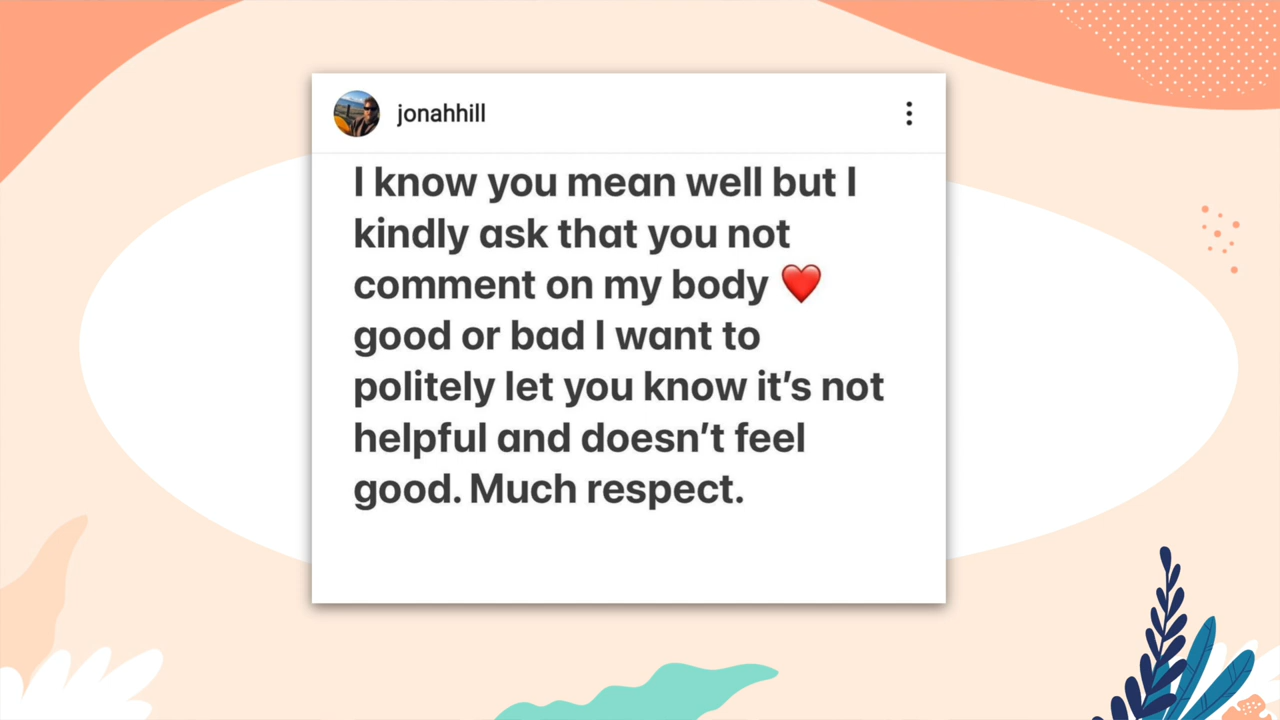 jonahhill
I know you mean well but I
kindly ask that you not
comment on my body ❤️
good or bad I want to
politely let you know it’s not
helpful and doesn’t feel
good. Much respect.